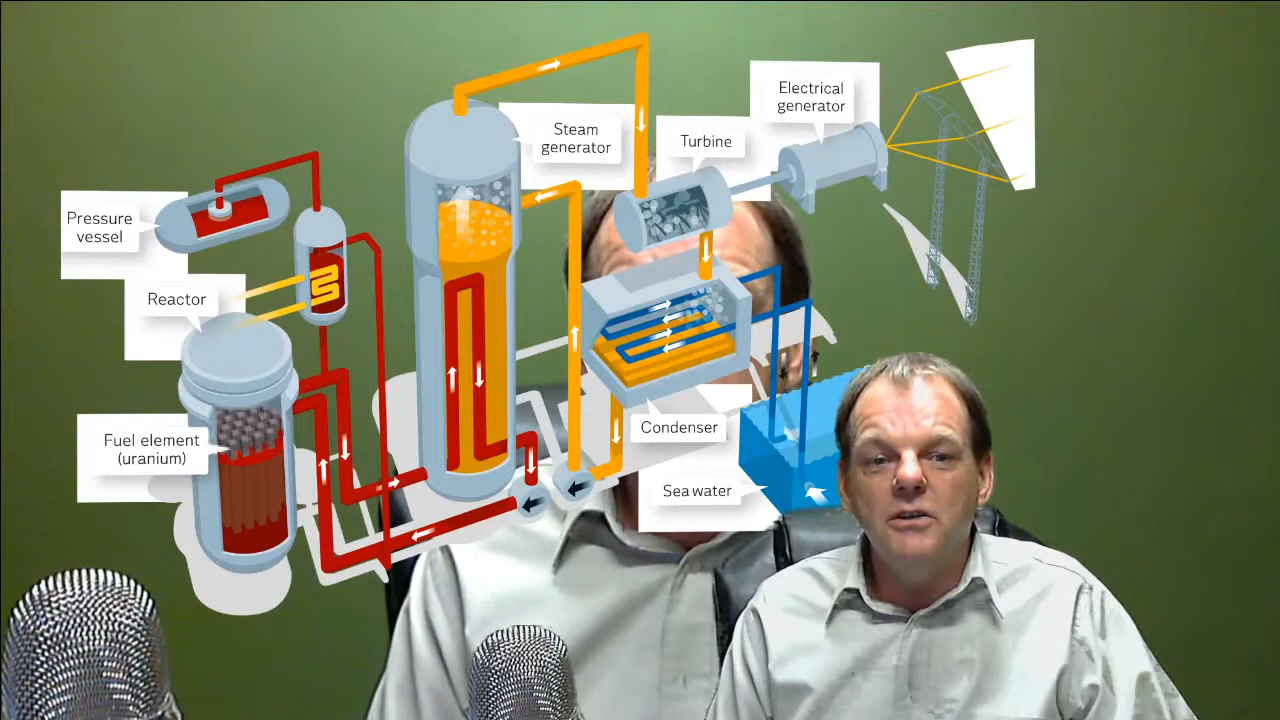 Electrical
generator
Steam
generator
Turbine
Pressure
vessel
Reactor
Fuel element
(uranium)
Condenser
Sea water